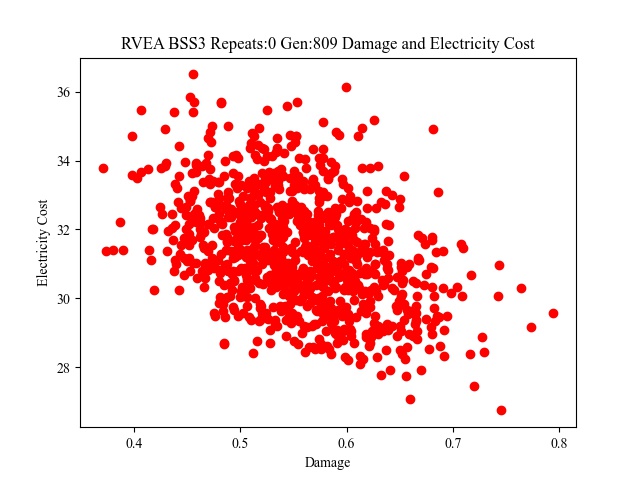 RVEA BSS3 Repeats:0 Gen:809 Damage and Electricity Cost
36
34
32
30
28
Electricity Cost
0.4 0.5 0.6 0.7 0.8
Damage